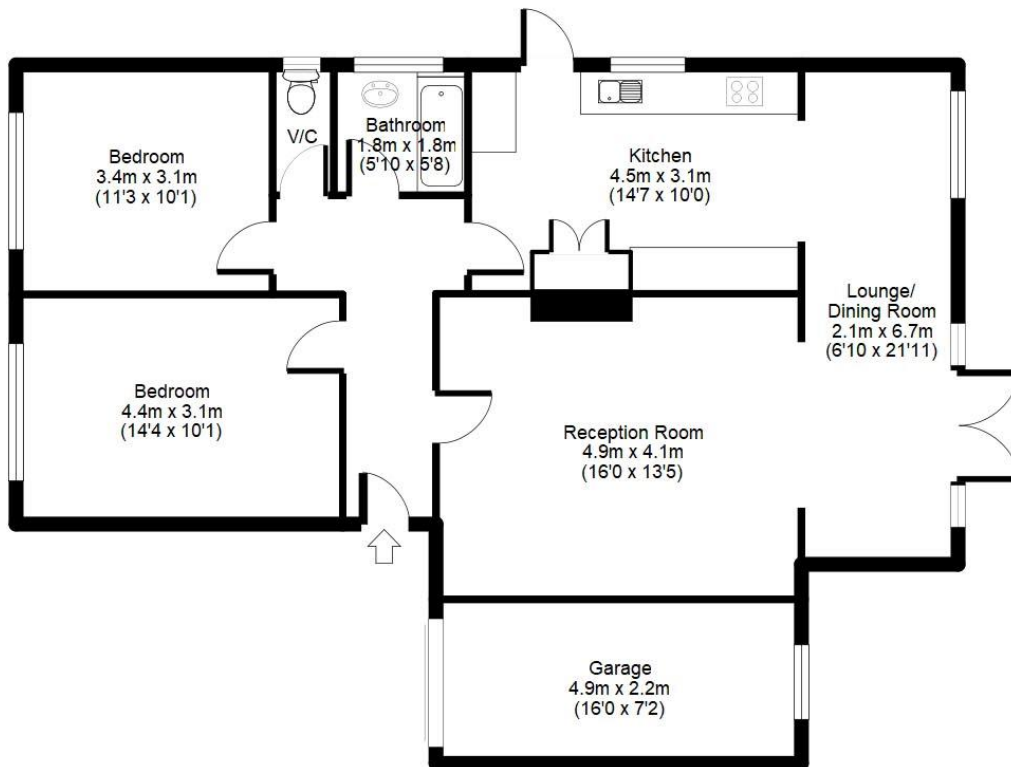 Bedroom
3.4m x 3.1m
(11'3 x 10'1)
V/C
Bathroom
1.8m x 1.8m
(5'10 x 5'8)
Kitchen
4.5m x 3.1m
(14'7 x 10'0)
Lounge/
Dining Room
2.1m x 6.7m
(6'10 x 21'11)
Bedroom
4.4m x 3.1m
(14'4 x 10'1)
Reception Room
4.9m x 4.1m
(16'0 x 13'5)
Garage
4.9m x 2.2m
(16'0 x 7'2)